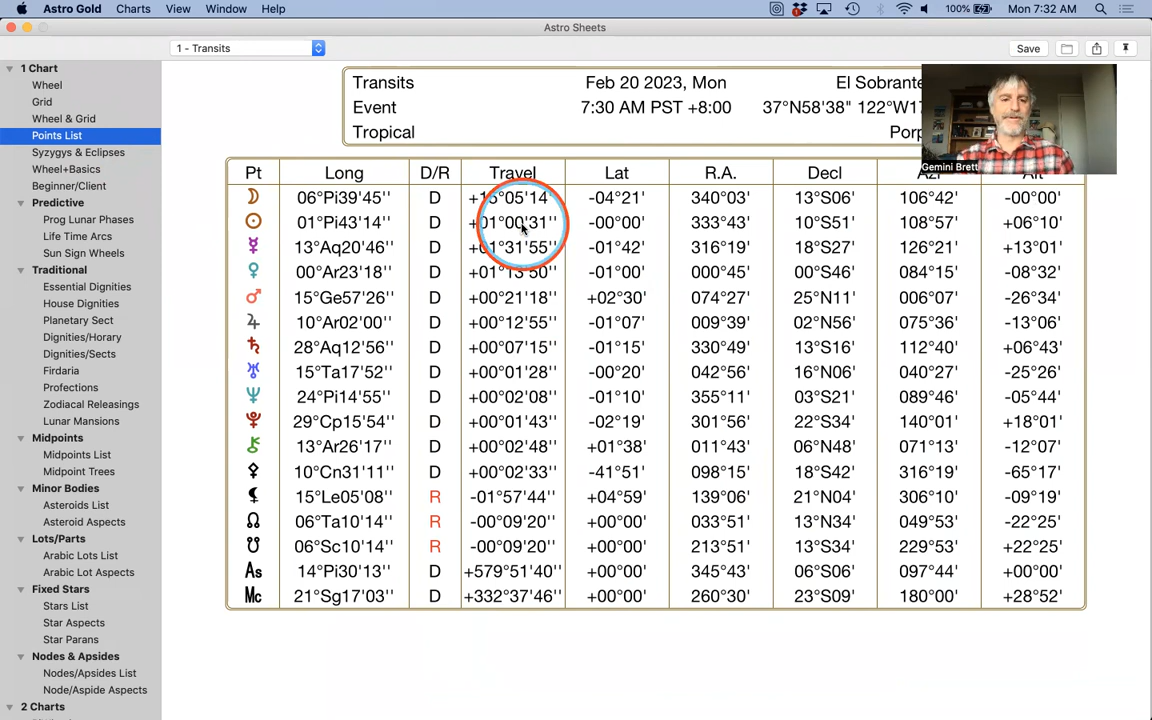 Astro Gold Charts View Window Help 100% Mon 7:32 AM
Astro Sheets
1 - Transits Save
1 Chart
Wheel
Grid
Wheel & Grid
Points List
Syzygys & Eclipses
Wheel+Basics
Beginner/Client
Predictive
Prog Lunar Phases
Life Time Arcs
Sun Sign Wheels
Traditional
Essential Dignities
House Dignities
Planetary Sect
Dignities/Horary
Dignities/Sects
Firdaria
Profections
Zodiacal Releasings
Lunar Mansions
Midpoints
Midpoints List
Midpoint Trees
Minor Bodies
Asteroids List
Asteroid Aspects
Lots/Parts
Arabic Lots List
Arabic Lot Aspects
Fixed Stars
Stars List
Star Aspects
Star Parans
Nodes & Apsides
Nodes/Apsides List
Node/Aspide Aspects
2 Charts
Transits Feb 20 2023, Mon El Sobrante
Event 7:30 AM PST +8:00 37°N58'38" 122°W17
Tropical Porp
Gemini Brett
Pt Long D/R Travel Lat R.A. Decl
06°Pi39'45'' D +15°05'14'' -04°21' 340°03' 13°S06' 106°42' -00°00'
01°Pi43'14'' D +01°00'31'' -00°00' 333°43' 10°S51' 108°57' +06°10'
13°Aq20'46'' D +01°31'55'' -01°42' 316°19' 18°S27' 126°21' +13°01'
00°Ar23'18'' D +01°13'50'' -01°00' 000°45' 00°S46' 084°15' -08°32'
15°Ge57'26'' D +00°21'18'' +02°30' 074°27' 25°N11' 006°07' -26°34'
10°Ar02'00'' D +00°12'55'' -01°07' 009°39' 02°N56' 075°36' -13°06'
28°Aq12'56'' D +00°07'15'' -01°15' 330°49' 13°S16' 112°40' +06°43'
15°Ta17'52'' D +00°01'28'' -00°20' 042°56' 16°N06' 040°27' -25°26'
24°Pi14'55'' D +00°02'08'' -01°10' 355°11' 03°S21' 089°46' -05°44'
29°Cp15'54'' D +00°01'43'' -02°19' 301°56' 22°S34' 140°01' +18°01'
13°Ar26'17'' D +00°02'48'' +01°38' 011°43' 06°N48' 071°13' -12°07'
10°Cn31'11'' D +00°02'33'' -41°51' 098°15' 18°S42' 316°19' -65°17'
15°Le05'08'' R -01°57'44'' +04°59' 139°06' 21°N04' 306°10' -09°19'
06°Ta10'14'' R -00°09'20'' +00°00' 033°51' 13°N34' 049°53' -22°25'
06°Sc10'14'' R -00°09'20'' +00°00' 213°51' 13°S34' 229°53' +22°25'
As 14°Pi30'13'' D +579°51'40'' +00°00' 345°43' 06°S06' 097°44' +00°00'
Mc 21°Sg17'03'' D +332°37'46'' +00°00' 260°30' 23°S09' 180°00' +28°52'